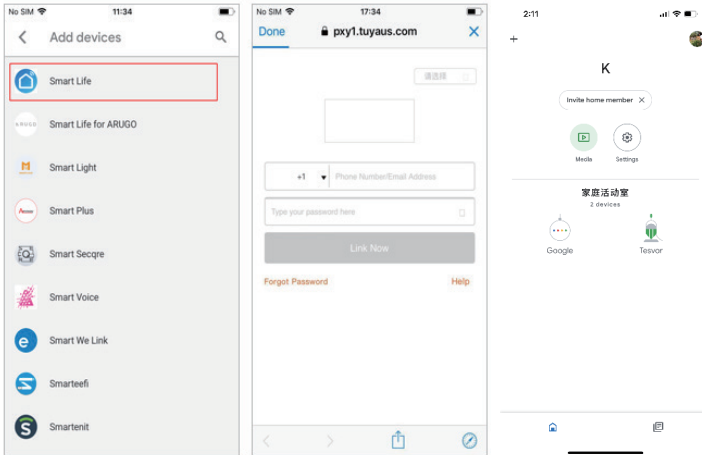 No SIM 11:34
Add devices
Smart Life
ARUGO
Smart Life for ARUGO
Smart Light
Smart Plus
Smart Secqre
Smart Voice
e
Smart We Link
Smarteefi
S
Smartenit
No SIM 17:34
Done pxy1.tuyaus.com
请选择
+1 Phone Number/Email Address
Type your password here
Link Now
Forgot Password Help
2:11
+
K
Invite home member
Media Settings
家庭活动室
2 devices
Google Tesvor